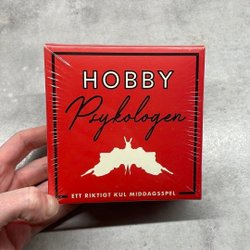 HOBBY
Psykologen
ETT RIKTIGT KUL MIDDAGSSPEL